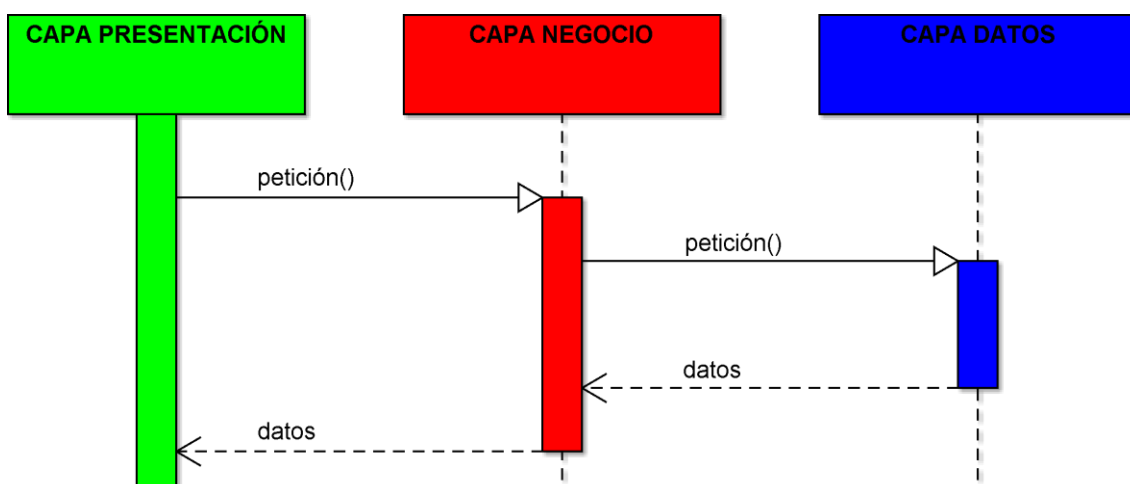 CAPA PRESENTACIÓN
CAPA NEGOCIO
CAPA DATOS
petición()
petición()
datos
datos